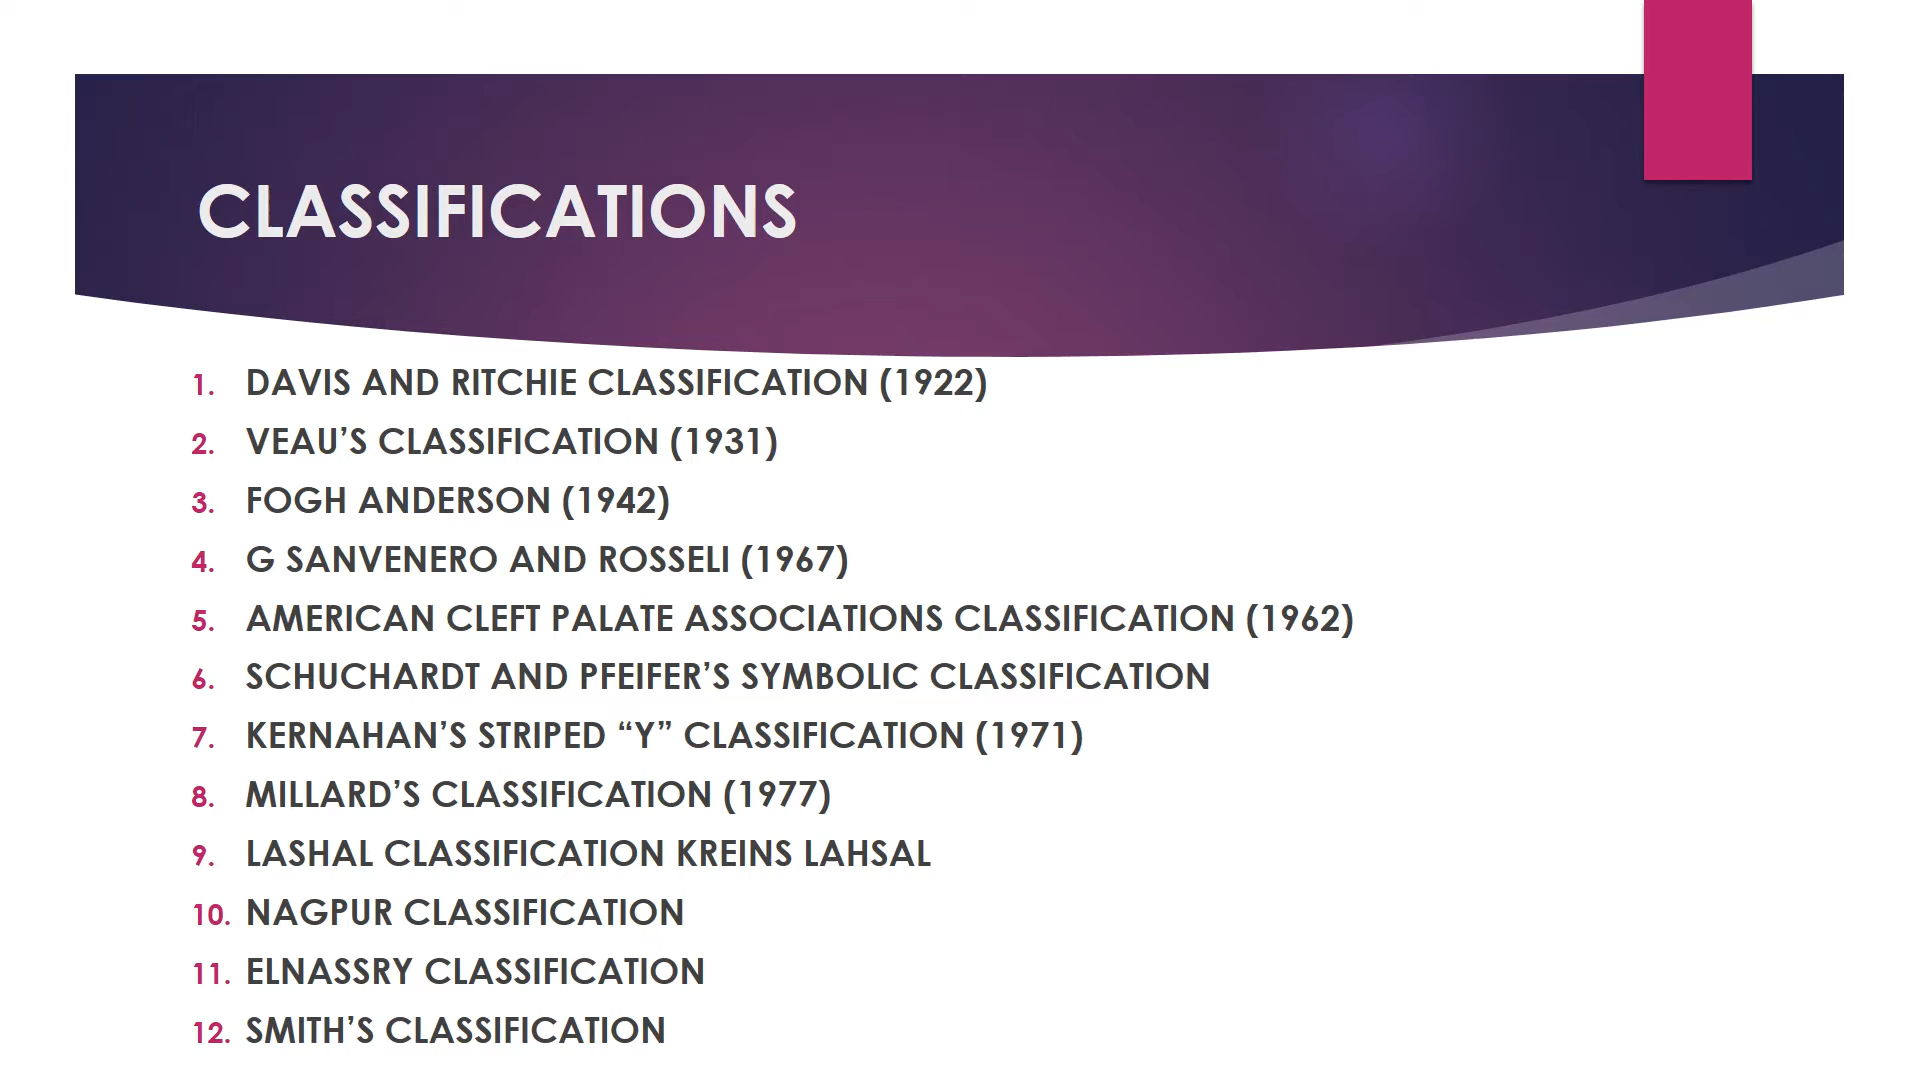 CLASSIFICATIONS
1. DAVIS AND RITCHIE CLASSIFICATION (1922)
2. VEAU’S CLASSIFICATION (1931)
3. FOGH ANDERSON (1942)
4. G SANVENERO AND ROSSELI (1967)
5. AMERICAN CLEFT PALATE ASSOCIATIONS CLASSIFICATION (1962)
6. SCHUCHARDT AND PFEIFER’S SYMBOLIC CLASSIFICATION
7. KERNAHAN’S STRIPED “Y” CLASSIFICATION (1971)
8. MILLARD’S CLASSIFICATION (1977)
9. LASHAL CLASSIFICATION KREINS LAHSAL
10. NAGPUR CLASSIFICATION
11. ELNASSRY CLASSIFICATION
12. SMITH’S CLASSIFICATION